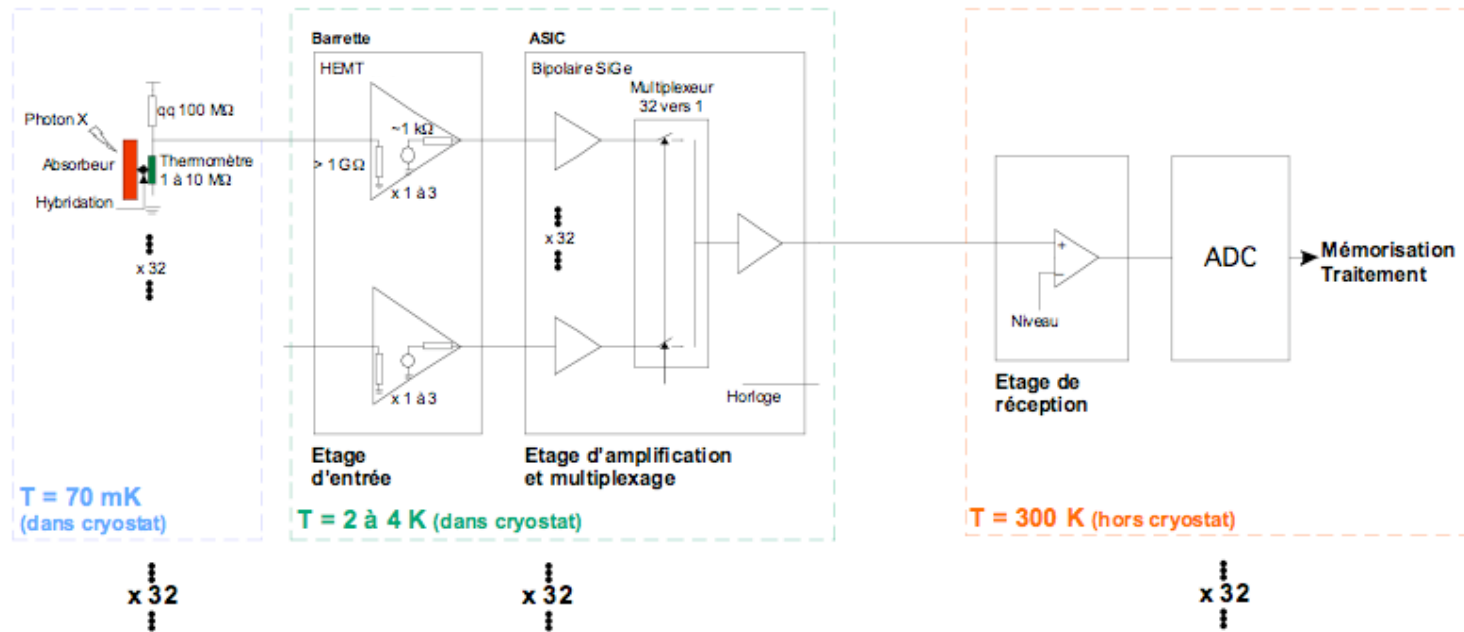 Photon X
qq 100 MΩ
Absorbeur
Thermomètre
1 à 10 MΩ
Hybridation
x 32
T = 70 mK
(dans cryostat)
x 32
Barrette
HEMT
~1 kΩ
> 1 GΩ
x 1 à 3
x 1 à 3
Etage
d'entrée
ASIC
Bipolaire SiGe
Multiplexeur
32 vers 1
x 32
Horloge
Etage d'amplification
et multiplexage
T = 2 à 4 K (dans cryostat)
x 32
+
−
Niveau
Etage de
réception
ADC
Mémorisation
Traitement
T = 300 K (hors cryostat)
x 32